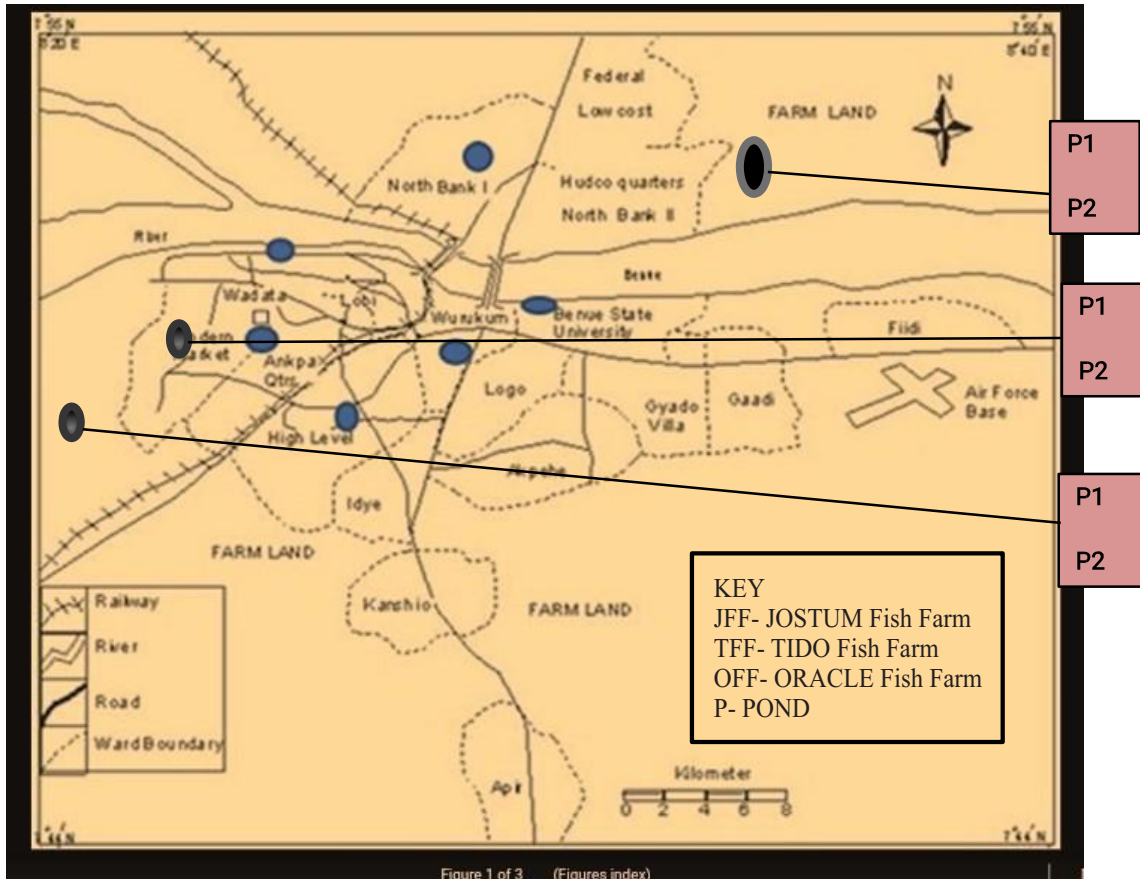 7°55 N
8°20 E
7°55 N
8°40 E
Federal
Low cost
FARM LAND
N
P1
P2
North Bank I
Hudco quarters
North Bank II
River
Benue
Wadata
Lobi
Wurukum
Benue State
University
Fiidi
P1
P2
Ankpa
Qtrs
Logo
Gyado
Villa
Gaadi
Air Force
Base
High Level
Akpehe
Idye
P1
P2
FARM LAND
Kanshio
FARM LAND
Railway
River
Road
Ward Boundary
KEY
JFF- JOSTUM Fish Farm
TFF- TIDO Fish Farm
OFF- ORACLE Fish Farm
P- POND
Apir
Kilometer
0 2 4 6 8
7°44 N
7°44 N
Figure 1 of 3 (Figures index)